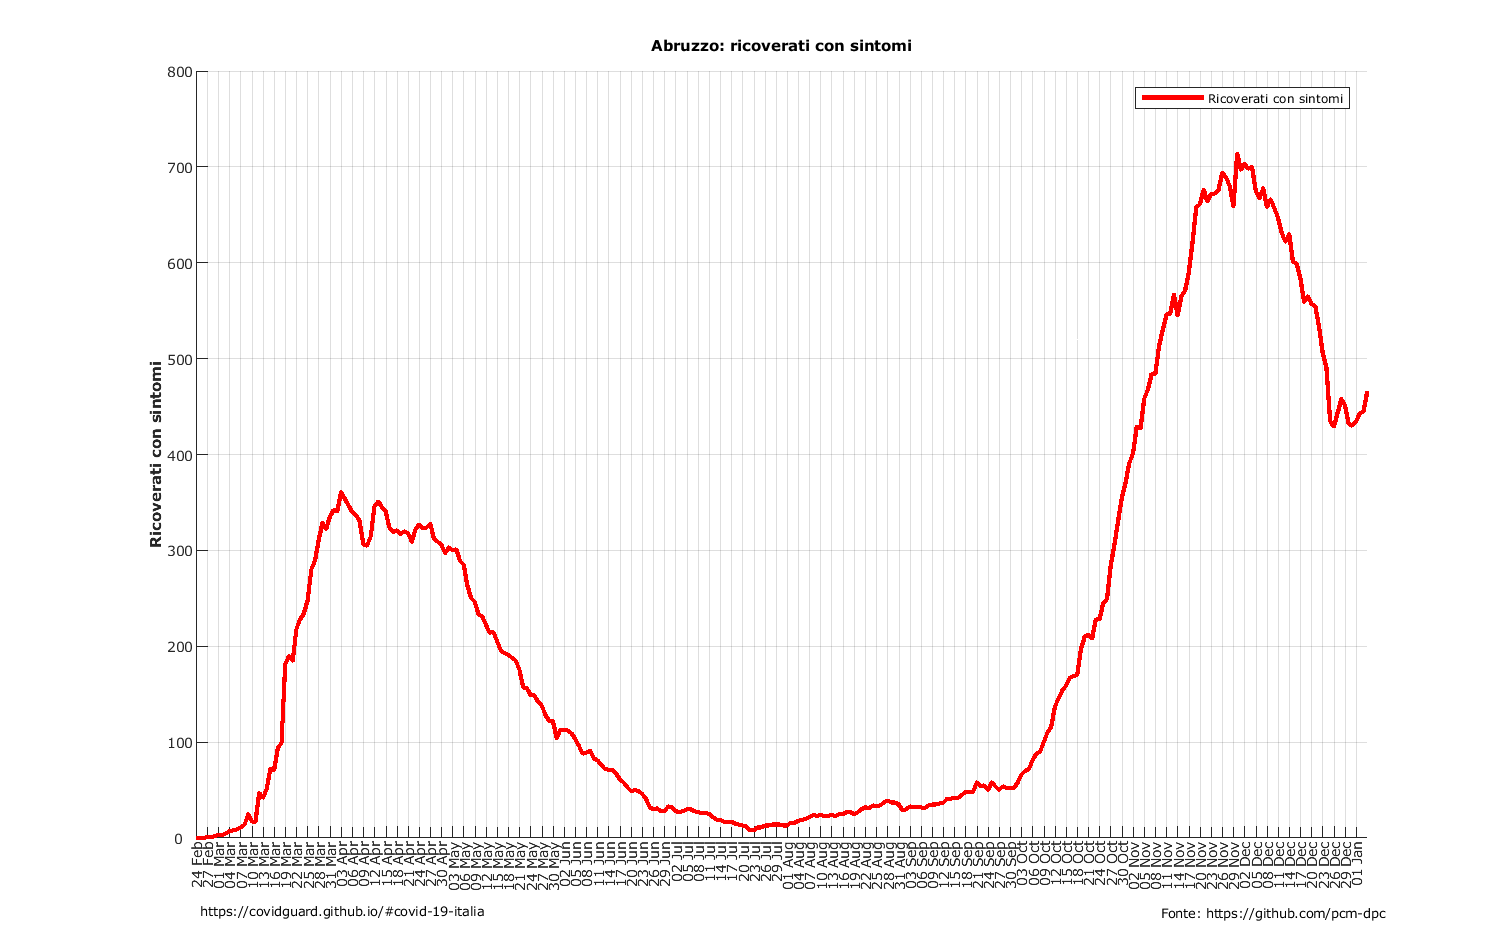 Abruzzo: ricoverati con sintomi
Ricoverati con sintomi
800
700
600
500
400
300
200
100
0
Ricoverati con sintomi
24 Feb
27 Feb
01 Mar
04 Mar
07 Mar
10 Mar
13 Mar
16 Mar
19 Mar
22 Mar
25 Mar
28 Mar
31 Mar
03 Apr
06 Apr
09 Apr
12 Apr
15 Apr
18 Apr
21 Apr
24 Apr
27 Apr
30 Apr
03 May
06 May
09 May
12 May
15 May
18 May
21 May
24 May
27 May
30 May
02 Jun
05 Jun
08 Jun
11 Jun
14 Jun
17 Jun
20 Jun
23 Jun
26 Jun
29 Jun
02 Jul
05 Jul
08 Jul
11 Jul
14 Jul
17 Jul
20 Jul
23 Jul
26 Jul
29 Jul
01 Aug
04 Aug
07 Aug
10 Aug
13 Aug
16 Aug
19 Aug
22 Aug
25 Aug
28 Aug
31 Aug
03 Sep
06 Sep
09 Sep
12 Sep
15 Sep
18 Sep
21 Sep
24 Sep
27 Sep
30 Sep
03 Oct
06 Oct
09 Oct
12 Oct
15 Oct
18 Oct
21 Oct
24 Oct
27 Oct
30 Oct
02 Nov
05 Nov
08 Nov
11 Nov
14 Nov
17 Nov
20 Nov
23 Nov
26 Nov
29 Nov
02 Dec
05 Dec
08 Dec
11 Dec
14 Dec
17 Dec
20 Dec
23 Dec
26 Dec
29 Dec
01 Jan
https://covidguard.github.io/#covid-19-italia
Fonte: https://github.com/pcm-dpc